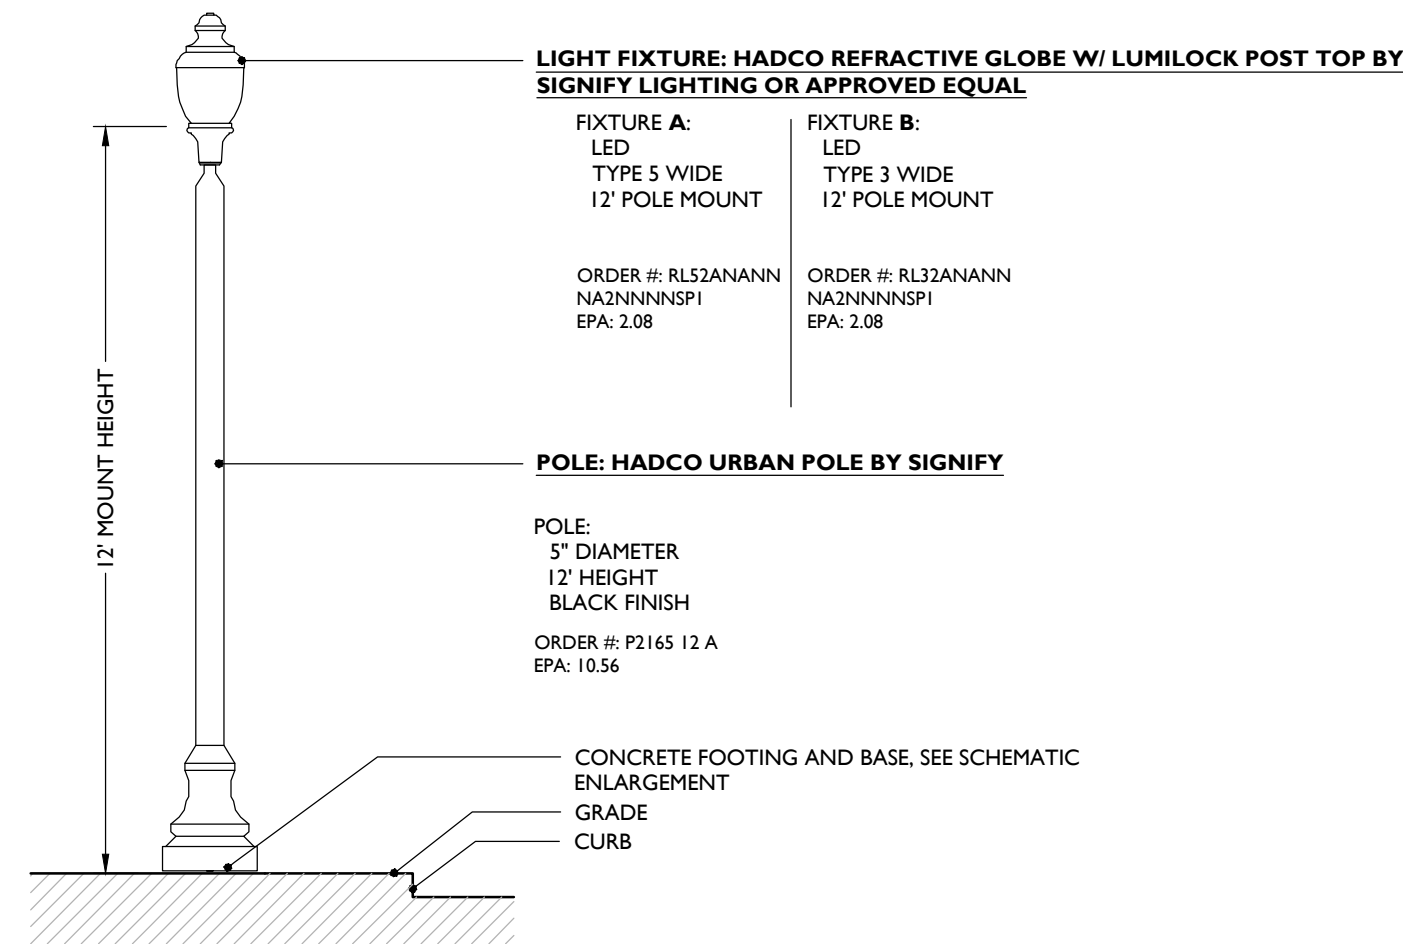 LIGHT FIXTURE: HADCO REFRACTIVE GLOBE W/ LUMILOCK POST TOP BY
SIGNIFY LIGHTING OR APPROVED EQUAL
FIXTURE A:
LED
TYPE 5 WIDE
12' POLE MOUNT
ORDER #: RL52ANANN
NA2NNNNSP1
EPA: 2.08
FIXTURE B:
LED
TYPE 3 WIDE
12' POLE MOUNT
ORDER #: RL32ANANN
NA2NNNNSP1
EPA: 2.08
12' MOUNT HEIGHT
POLE: HADCO URBAN POLE BY SIGNIFY
POLE:
5" DIAMETER
12' HEIGHT
BLACK FINISH
ORDER #: P2165 12 A
EPA: 10.56
CONCRETE FOOTING AND BASE, SEE SCHEMATIC
ENLARGEMENT
GRADE
CURB